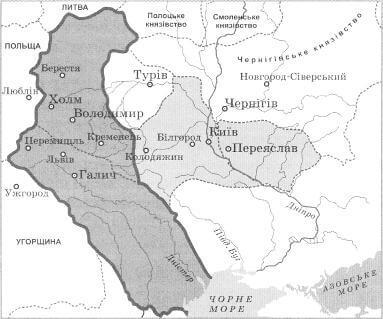 ЛИТВА
Полоцьке
князівство
Смоленське
князівство
ПОЛЬЩА
Чернігівське князівство
Берестя
Турів
Новгород-Сіверський
Люблін
Холм
Володимир
Чернігів
Київ
Перемишль
Кременець
Білгород
Переяслав
Львів
Колодяжин
Галич
Ужгород
Дніпро
УГОРЩИНА
Півд. Буг
Дністер
ЧОРНЕ
МОРЕ
АЗОВСЬКЕ
МОРЕ